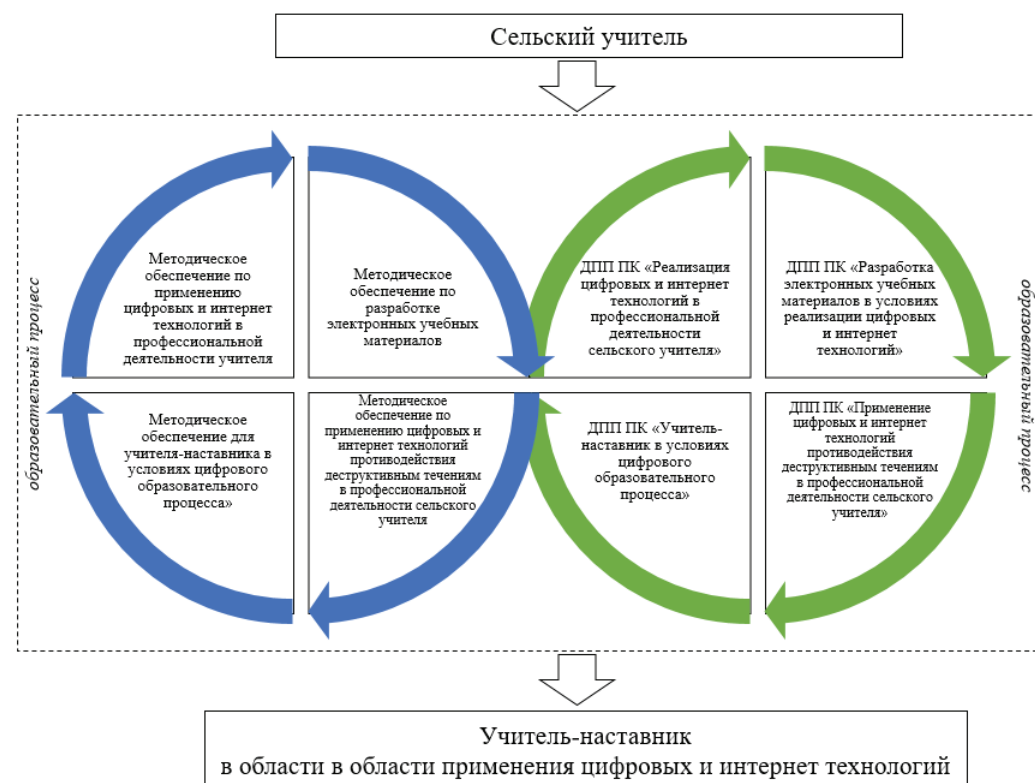 Сельский учитель
образовательный процесс
Методическое
обеспечение по
применению
цифровых и интернет
технологий в
профессиональной
деятельности учителя
Методическое
обеспечение по
разработке
электронных учебных
материалов
ДПП ПК «Реализация
цифровых и интернет
технологий в
профессиональной
деятельности
сельского учителя»
ДПП ПК «Разработка
электронных учебных
материалов в условиях
реализации цифровых
и интернет
технологий»
образовательный процесс
Методическое
обеспечение для
учителя-наставника в
условиях цифрового
образовательного
процесса»
Методическое
обеспечение по
применению цифровых и
интернет технологий
противодействия
деструктивным течениям
в профессиональной
деятельности сельского
учителя
ДПП ПК «Учитель-
наставник в условиях
цифрового
образовательного
процесса»
ДПП ПК «Применение
цифровых и интернет
технологий
противодействия
деструктивным течениям
в профессиональной
деятельности сельского
учителя»
Учитель-наставник
в области в области применения цифровых и интернет технологий